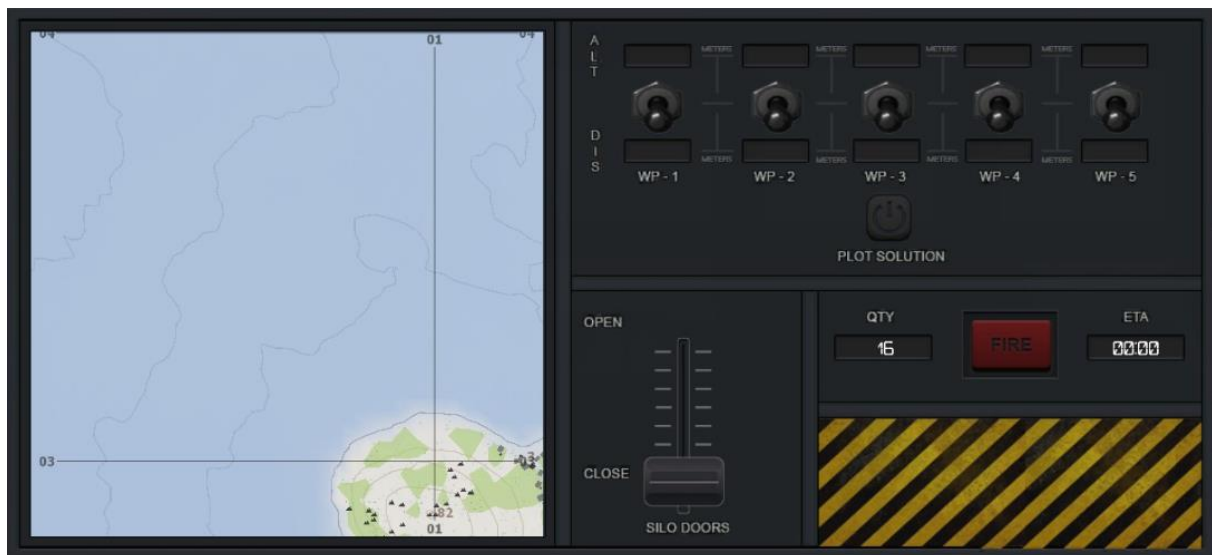 04 04
01
A
L
T
METERS METERS METERS METERS
D
I
S
METERS METERS METERS METERS
WP - 1 WP - 2 WP - 3 WP - 4 WP - 5
PLOT SOLUTION
03 03
82
01
OPEN
CLOSE
SILO DOORS
QTY
16
FIRE
ETA
00:00